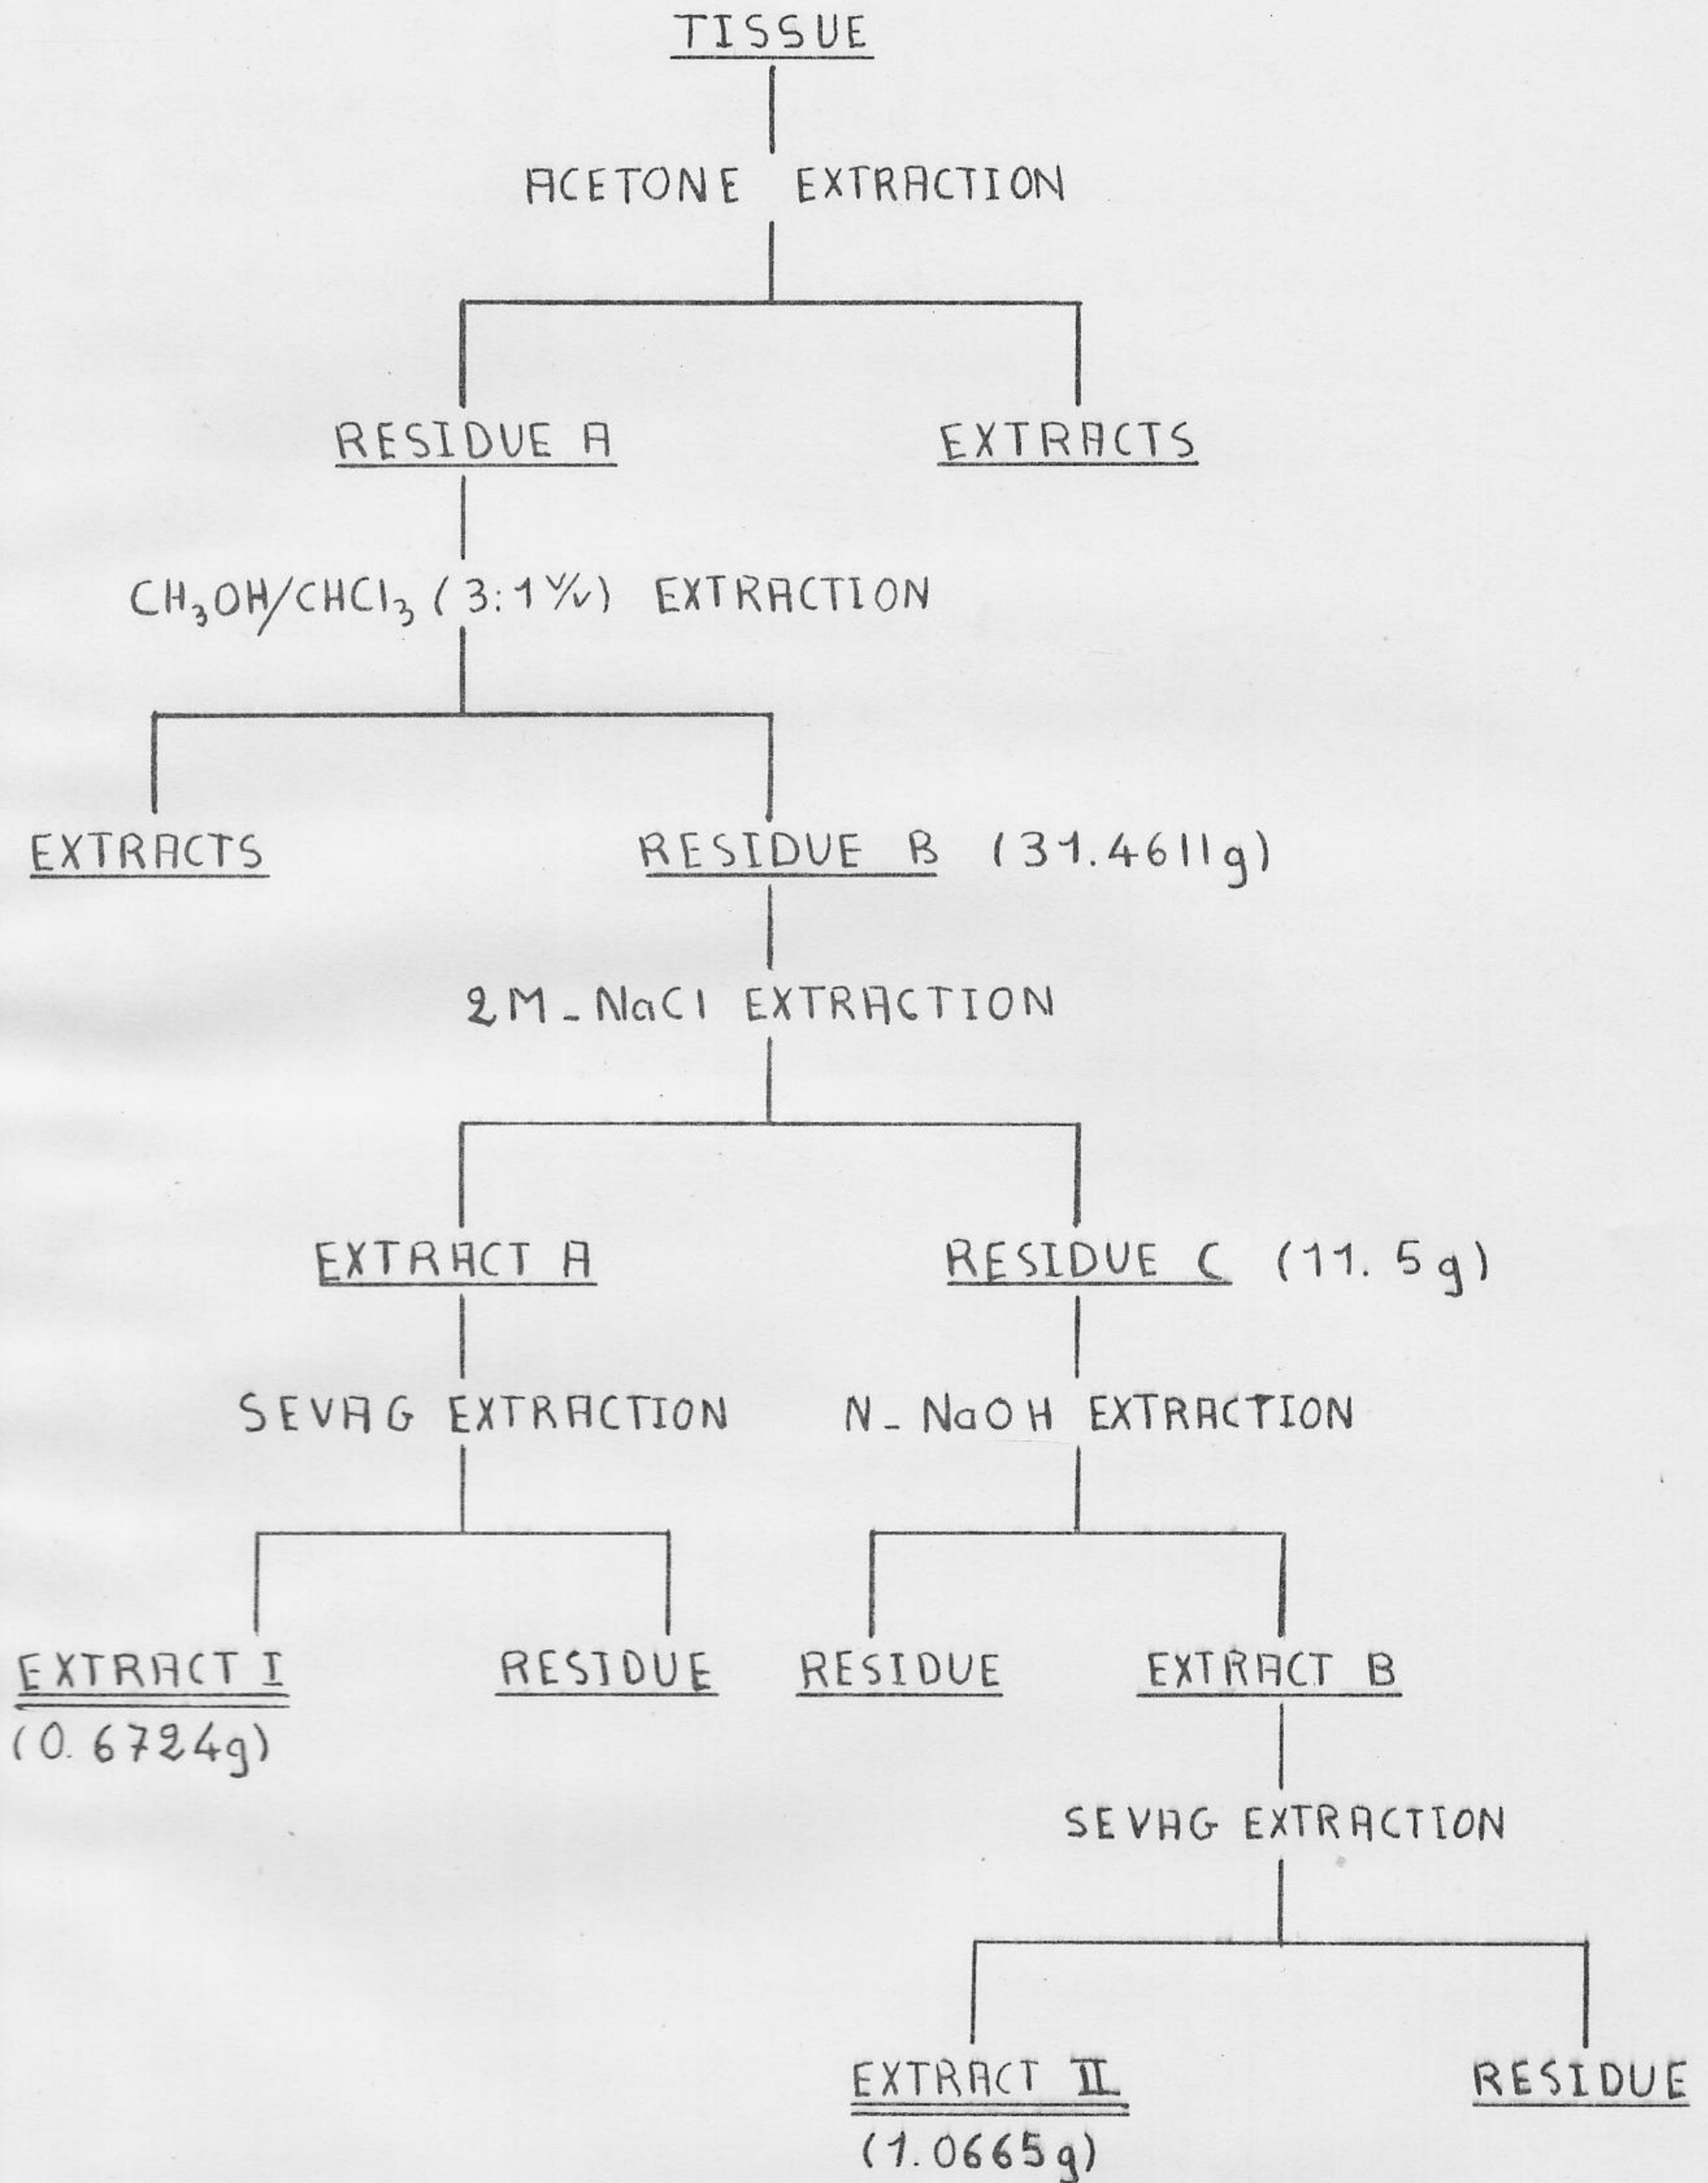 TISSUE
ACETONE EXTRACTION
RESIDUE A EXTRACTS
CH₃OH/CHCl₃ (3:1 v/v) EXTRACTION
EXTRACTS RESIDUE B (31.4611g)
2M-NaCl EXTRACTION
EXTRACT A RESIDUE C (11.5g)
SEVAG EXTRACTION N-NaOH EXTRACTION
EXTRACT I RESIDUE RESIDUE EXTRACT B
(0.6724g)
SEVAG EXTRACTION
EXTRACT II RESIDUE
(1.0665g)